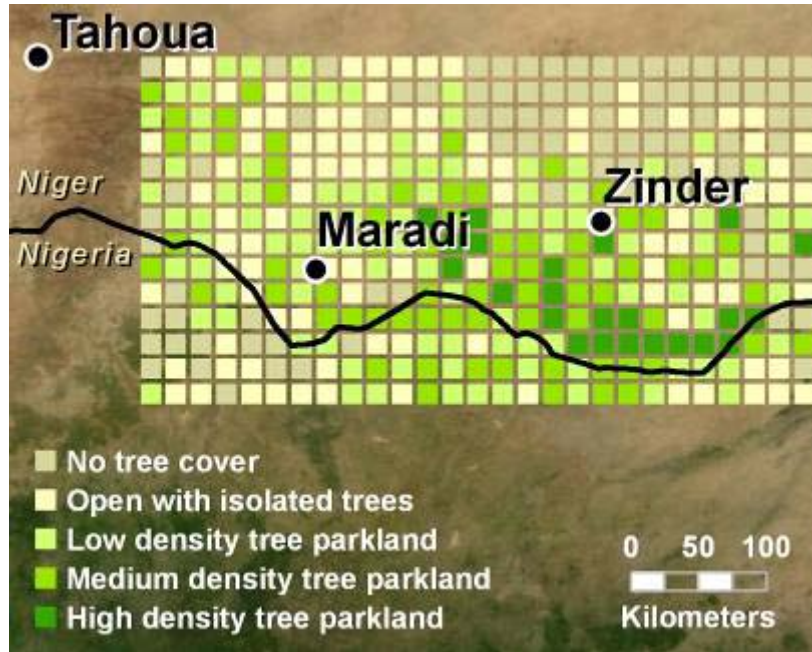 Tahoua
Niger
Nigeria
Maradi
Zinder
No tree cover
Open with isolated trees
Low density tree parkland
Medium density tree parkland
High density tree parkland
0 50 100
Kilometers